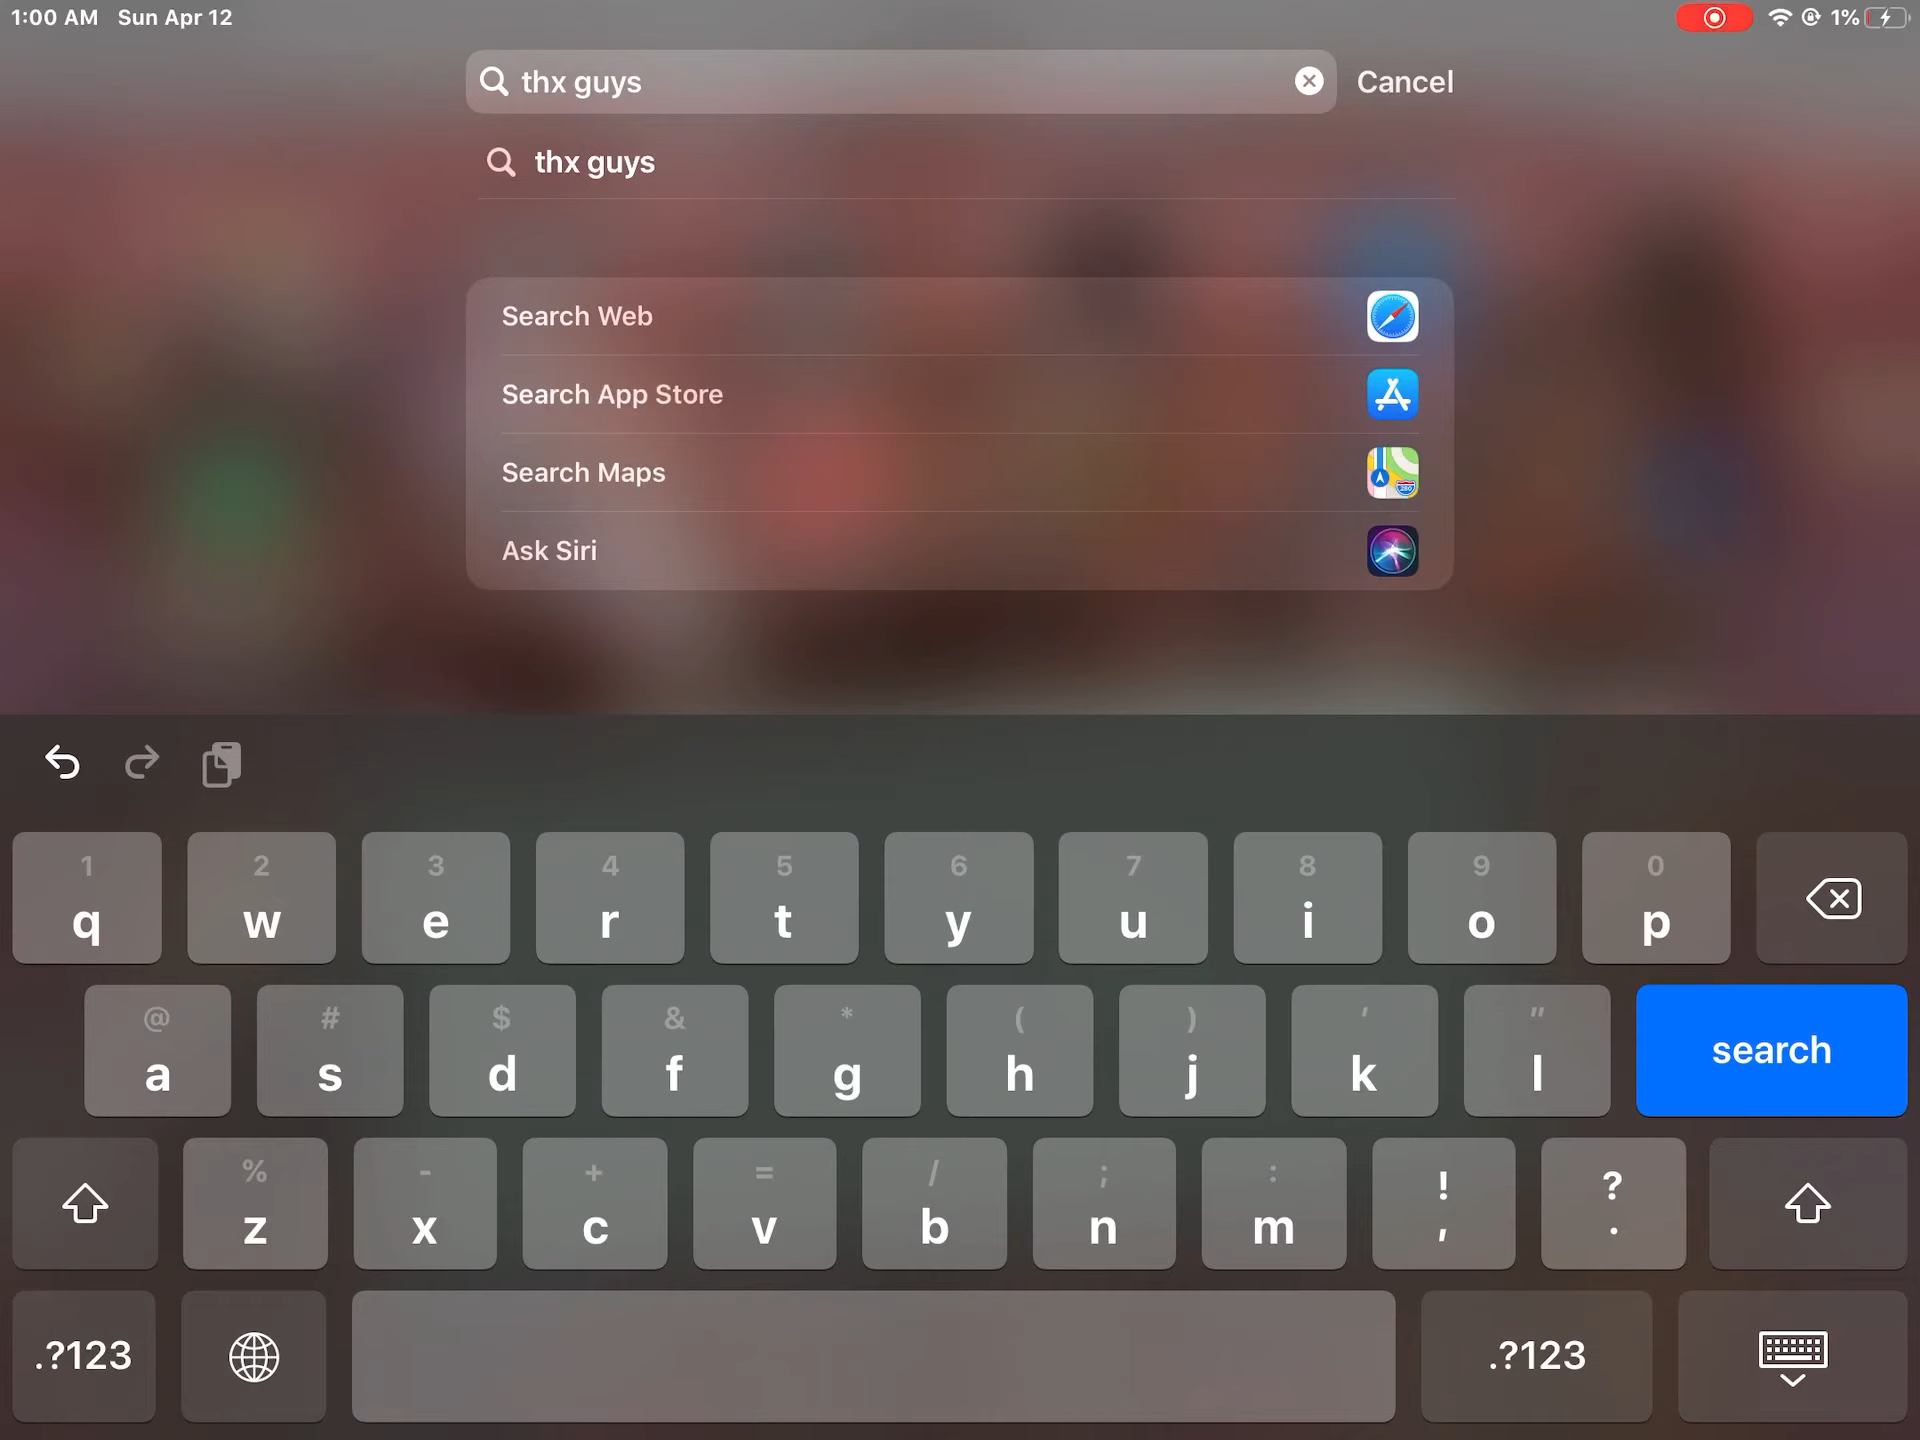 1:00 AM Sun Apr 12 1%
thx guys Cancel
thx guys
Search Web
Search App Store
Search Maps
Ask Siri
1 2 3 4 5 6 7 8 9 0
q w e r t y u i o p
@ # $ & * ( ) ' "
a s d f g h j k l search
% - + = / ; : ! ?
z x c v b n m , .
.?123 .?123